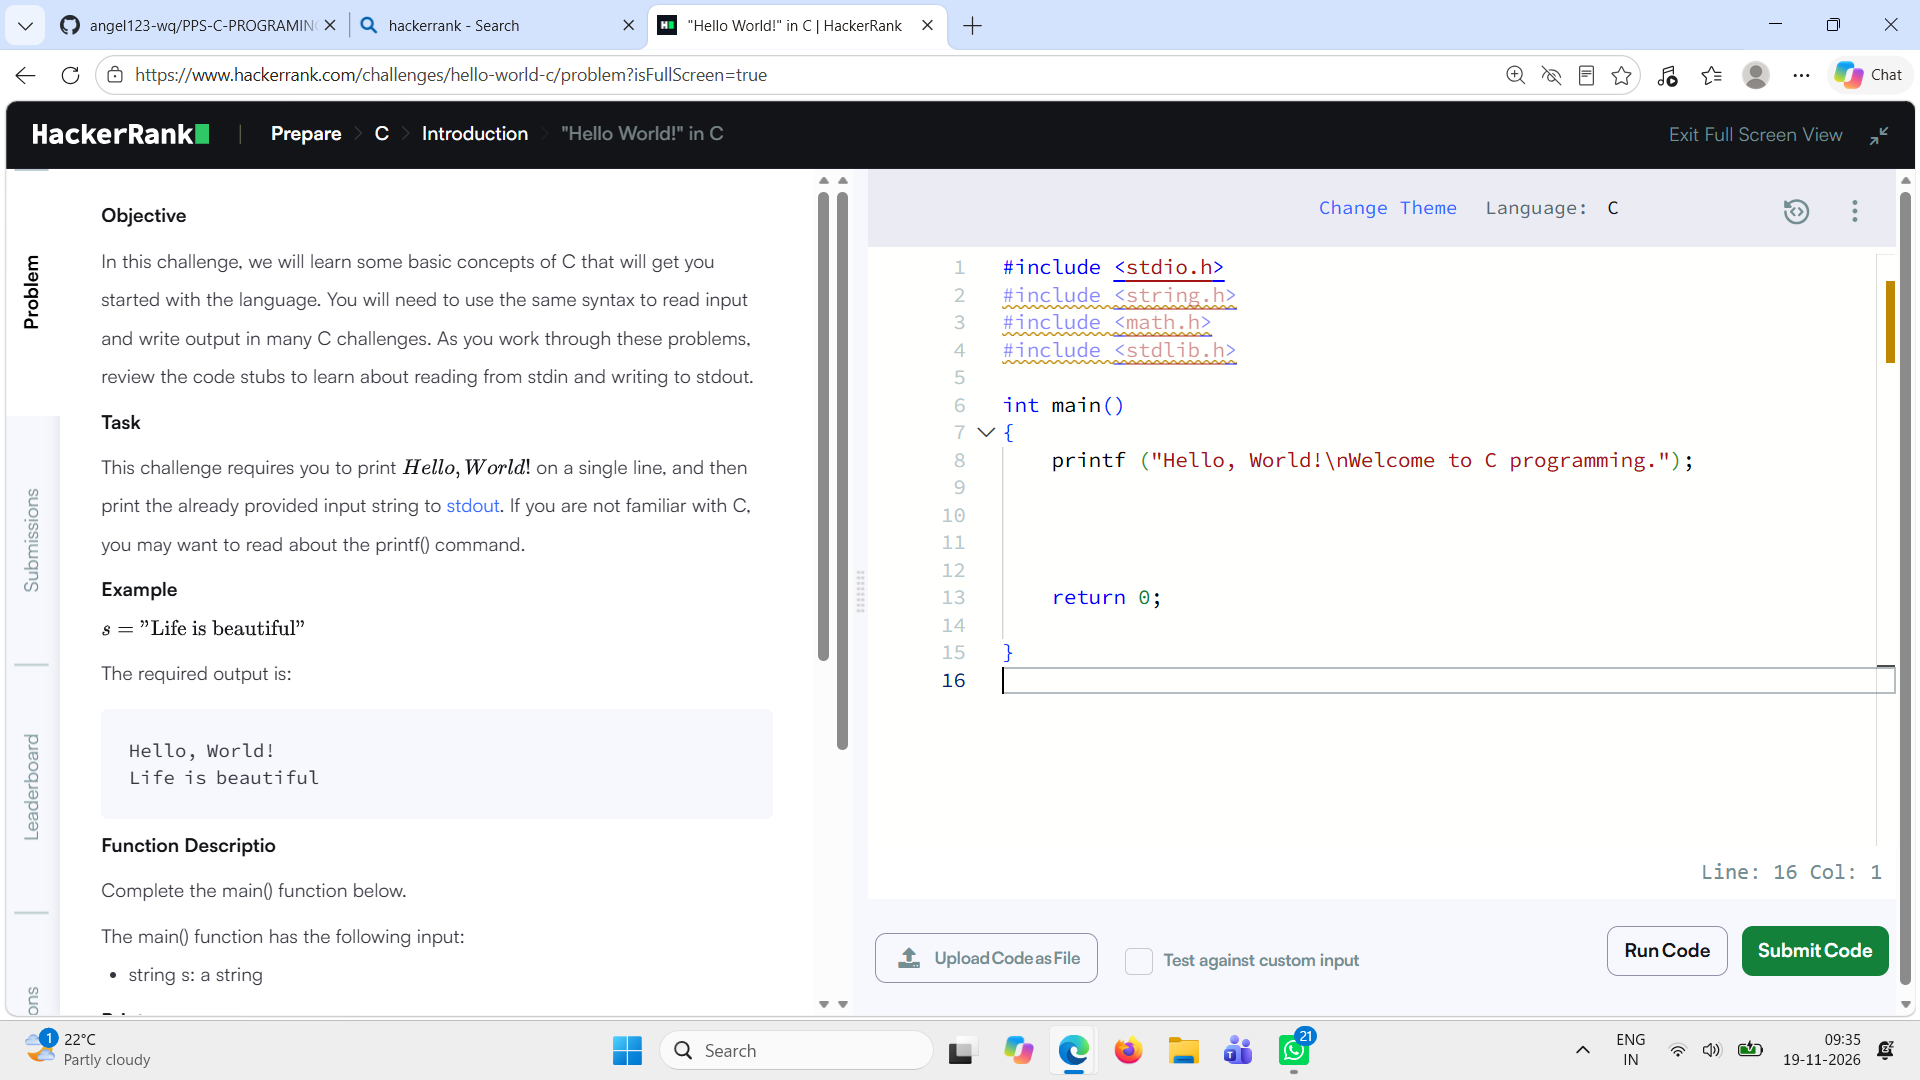 angel123-wq/PPS-C-PROGRAMIN
hackerrank - Search
"Hello World!" in C | HackerRank
https://www.hackerrank.com/challenges/hello-world-c/problem?isFullScreen=true
Chat
HackerRank
Prepare
C
Introduction
"Hello World!" in C
Exit Full Screen View
Problem
Submissions
Leaderboard
ons
Objective
In this challenge, we will learn some basic concepts of C that will get you
started with the language. You will need to use the same syntax to read input
and write output in many C challenges. As you work through these problems,
review the code stubs to learn about reading from stdin and writing to stdout.
Task
This challenge requires you to print Hello, World! on a single line, and then
print the already provided input string to stdout. If you are not familiar with C,
you may want to read about the printf() command.
Example
s = ”Life is beautiful”
The required output is:
Hello, World!
Life is beautiful
Function Descriptio
Complete the main() function below.
The main() function has the following input:
• string s: a string
Change Theme Language: C
1 #include <stdio.h>
2 #include <string.h>
3 #include <math.h>
4 #include <stdlib.h>
5
6 int main()
7 {
8 printf ("Hello, World!\nWelcome to C programming.");
9
10
11
12
13 return 0;
14
15 }
16
Line: 16 Col: 1
Upload Code as File
Test against custom input
Run Code
Submit Code
1
22°C
Partly cloudy
Search
21
ENG
IN
09:35
19-11-2026